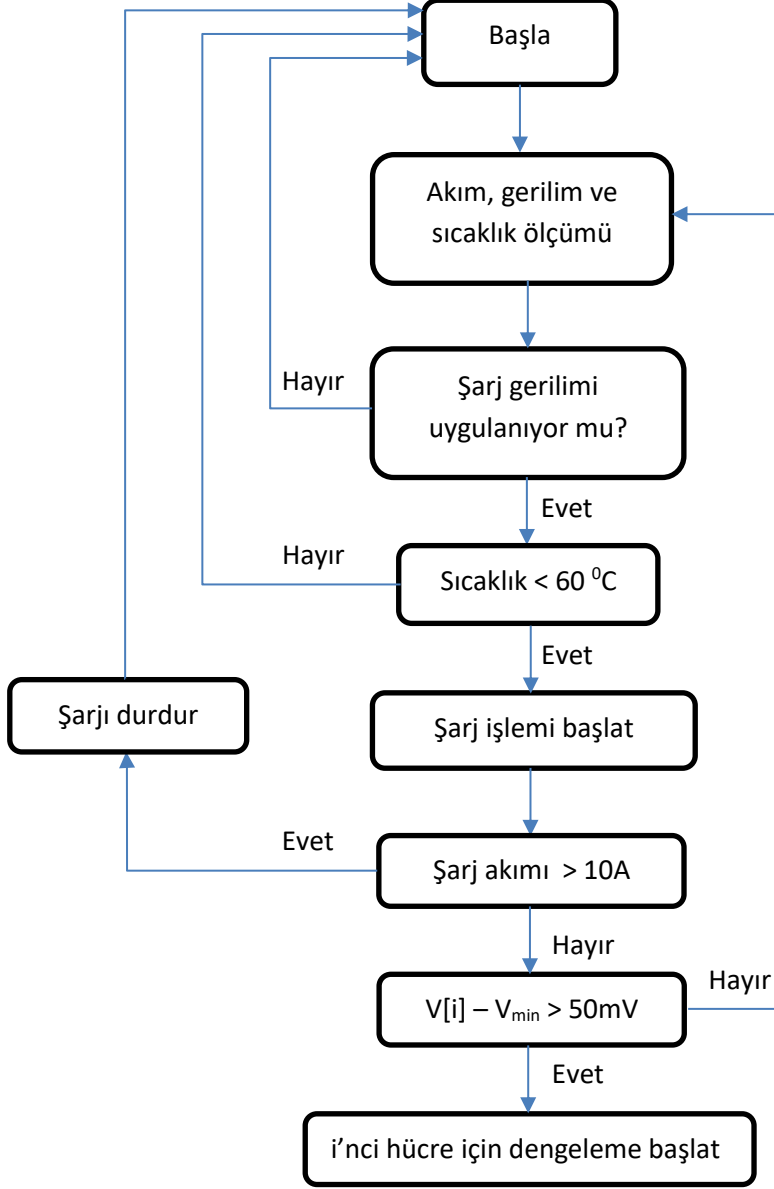 Başla
Akım, gerilim ve
sıcaklık ölçümü
Hayır
Şarj gerilimi
uygulanıyor mu?
Evet
Hayır
Sıcaklık < 60 ⁰C
Evet
Şarjı durdur
Şarj işlemi başlat
Evet
Şarj akımı > 10A
Hayır
Hayır
V[i] – Vmin > 50mV
Evet
i’nci hücre için dengeleme başlat